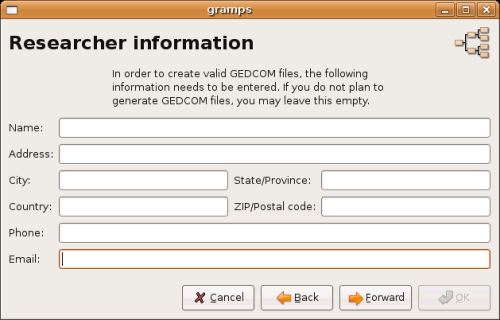 gramps
Researcher information
In order to create valid GEDCOM files, the following
information needs to be entered. If you do not plan to
generate GEDCOM files, you may leave this empty.
Name:
Address:
City: State/Province:
Country: ZIP/Postal code:
Phone:
Email:
Cancel Back Forward OK